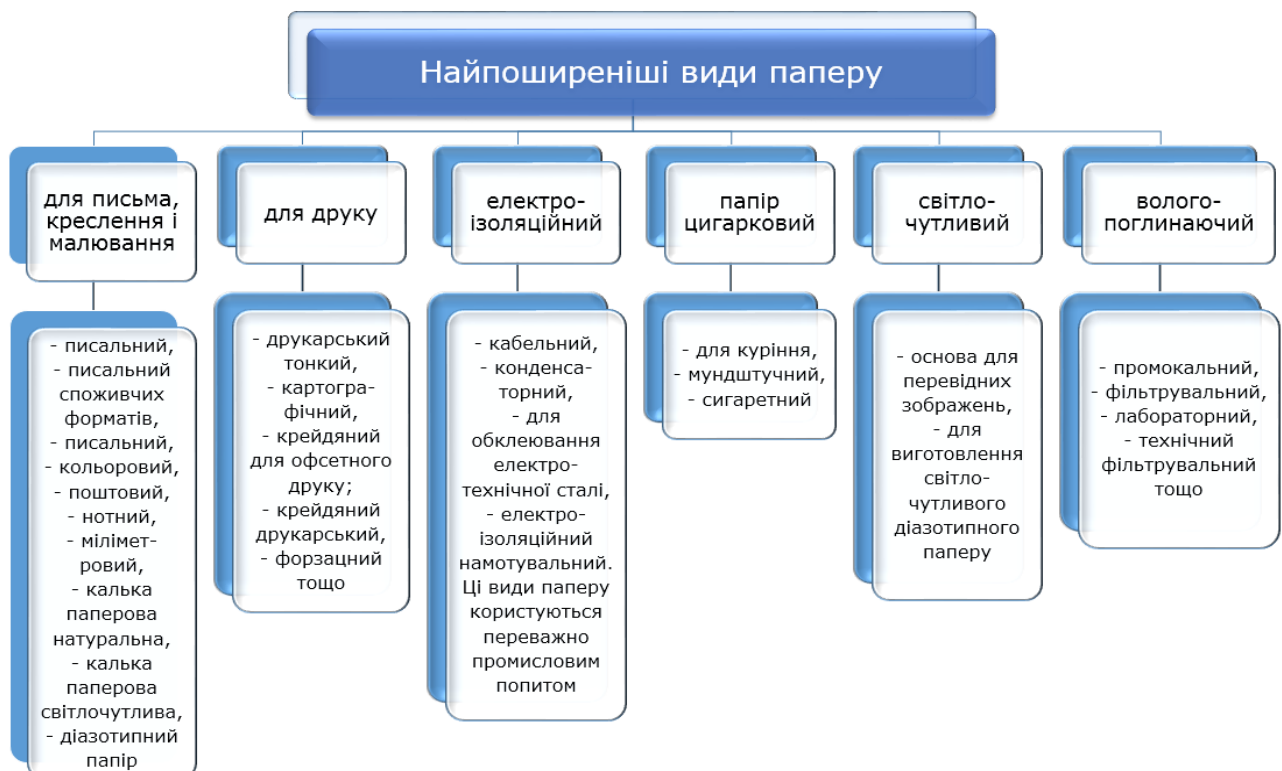 Найпоширеніші види паперу
для письма,
креслення і
малювання
- писальний,
- писальний
споживчих
форматів,
- писальний,
- кольоровий,
- поштовий,
- нотний,
- мілімет-
ровий,
- калька
паперова
натуральна,
- калька
паперова
світлочутлива,
- діазотипний
папір
для друку
- друкарський
тонкий,
- картогра-
фічний,
- крейдяний
для офсетного
друку;
- крейдяний
друкарський,
- форзацний
тощо
електро-
ізоляційний
- кабельний,
- конденса-
торний,
- для
обклеювання
електро-
технічної сталі,
- електро-
ізоляційний
намотувальний.
Ці види паперу
користуються
переважно
промисловим
попитом
папір
цигарковий
- для куріння,
- мундштучний,
- сигаретний
світло-
чутливий
- основа для
перевідних
зображень,
- для
виготовлення
світло-
чутливого
діазотипного
паперу
волого-
поглинаючий
- промокальний,
- фільтрувальний,
- лабораторний,
- технічний
фільтрувальний
тощо